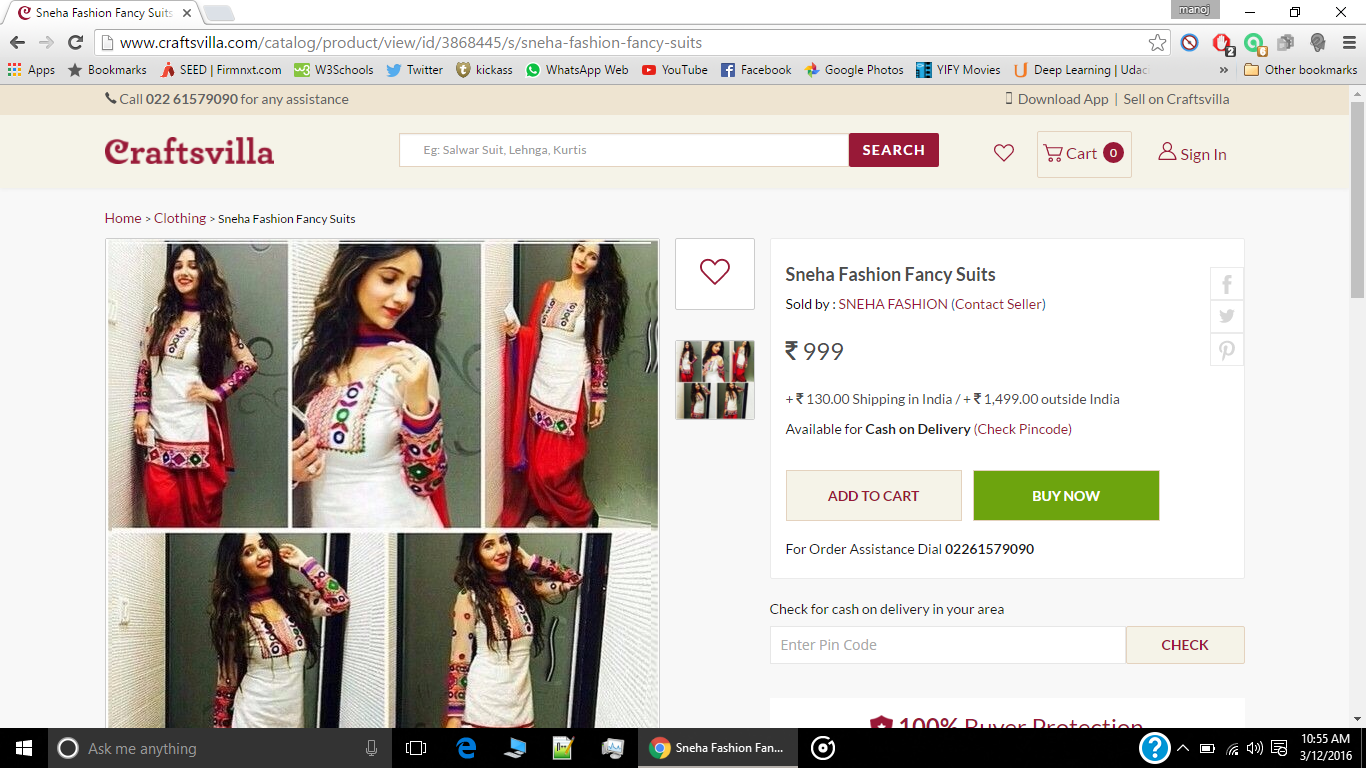 Sneha Fashion Fancy Suits
manoj
www.craftsvilla.com/catalog/product/view/id/3868445/s/sneha-fashion-fancy-suits
Apps Bookmarks SEED | Firmnxt.com W3Schools Twitter kickass WhatsApp Web YouTube Facebook Google Photos YIFY Movies Deep Learning | Udac » Other bookmarks
Call 022 61579090 for any assistance
Download App | Sell on Craftsvilla
Craftsvilla
Eg: Salwar Suit, Lehnga, Kurtis
SEARCH
Cart 0
Sign In
Home > Clothing > Sneha Fashion Fancy Suits
Sneha Fashion Fancy Suits
Sold by : SNEHA FASHION (Contact Seller)
₹ 999
+ ₹ 130.00 Shipping in India / + ₹ 1,499.00 outside India
Available for Cash on Delivery (Check Pincode)
ADD TO CART
BUY NOW
For Order Assistance Dial 02261579090
Check for cash on delivery in your area
Enter Pin Code
CHECK
100% Buyer Protection
Ask me anything
Sneha Fashion Fan...
10:55 AM
3/12/2016